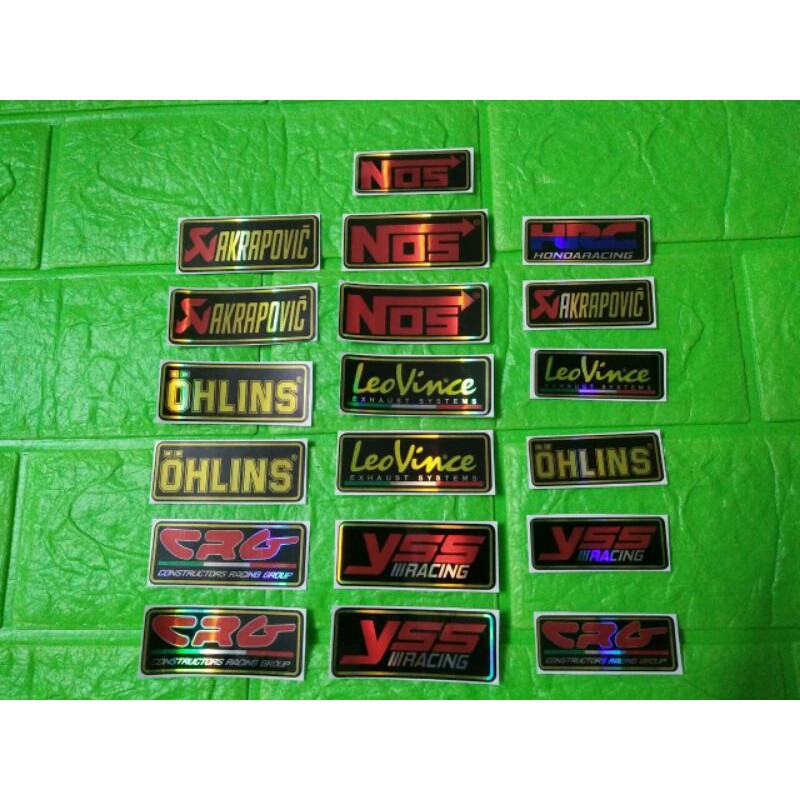 NOS
AKRAPOVIČ
NOS®
HRC
HONDARACING
AKRAPOVIČ
NOS®
AKRAPOVIČ
ÖHLINS®
LeoVince
EXHAUST SYSTEMS
LeoVince
EXHAUST SYSTEMS
ÖHLINS®
LeoVince
EXHAUST SYSTEMS
ÖHLINS
CRG
CONSTRUCTORS RACING GROUP
YSS
RACING
YSS
RACING
CRG
CONSTRUCTORS RACING GROUP
YSS
RACING
CRG
CONSTRUCTORS RACING GROUP